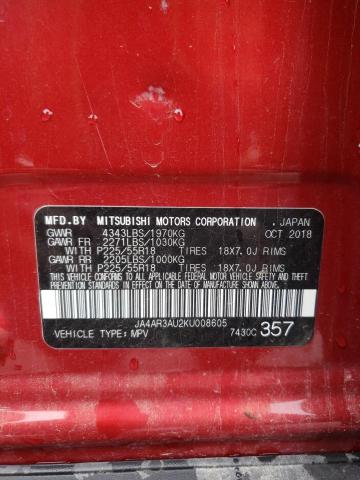 MFD.BY MITSUBISHI MOTORS CORPORATION , JAPAN
GVWR 4343LBS/1970KG OCT 2018
GAWR FR 2271LBS/1030KG
WITH P225/55R18 TIRES 18X7.0J RIMS
GAWR RR 2205LBS/1000KG
WITH P225/55R18 TIRES 18X7.0J RIMS
THIS VEHICLE CONFORMS TO ALL APPLICABLE FEDERAL
MOTOR VEHICLE SAFETY AND THEFT PREVENTION STANDARDS
IN EFFECT ON THE DATE OF MANUFACTURE SHOWN ABOVE.
JA4AR3AU2KU008605
VEHICLE TYPE:MPV 7430C 357